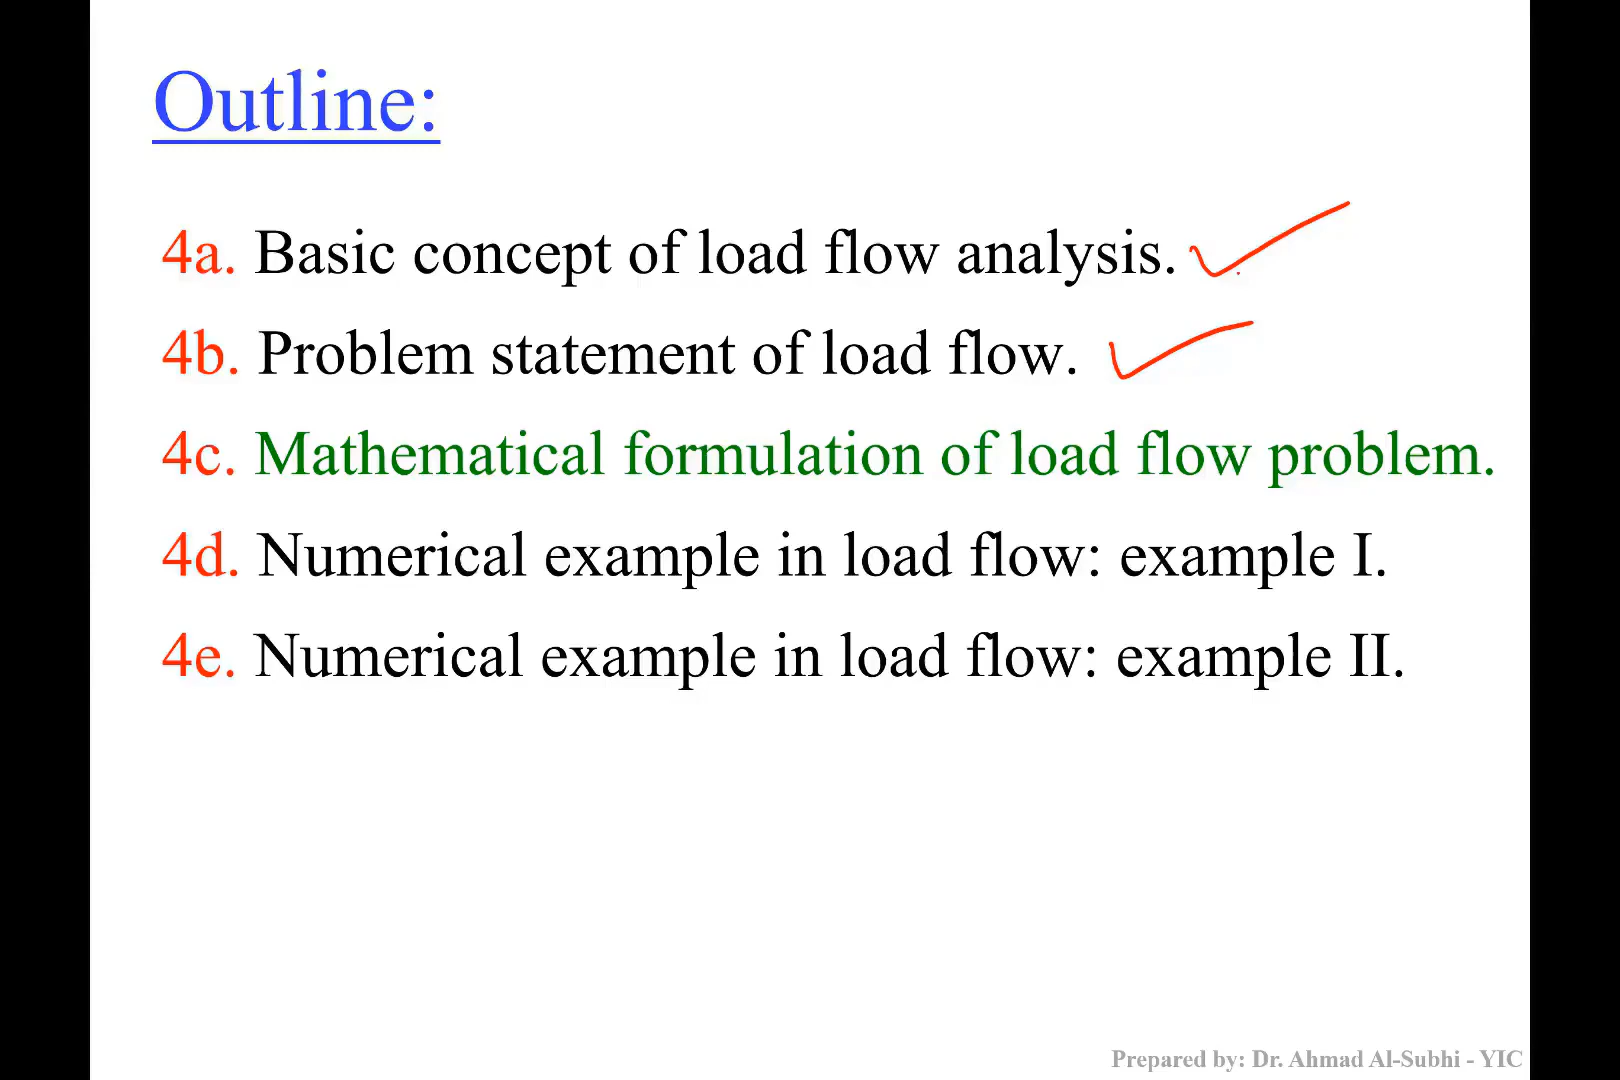 Outline:
4a. Basic concept of load flow analysis.
4b. Problem statement of load flow.
4c. Mathematical formulation of load flow problem.
4d. Numerical example in load flow: example I.
4e. Numerical example in load flow: example II.
Prepared by: Dr. Ahmad Al-Subhi - YIC